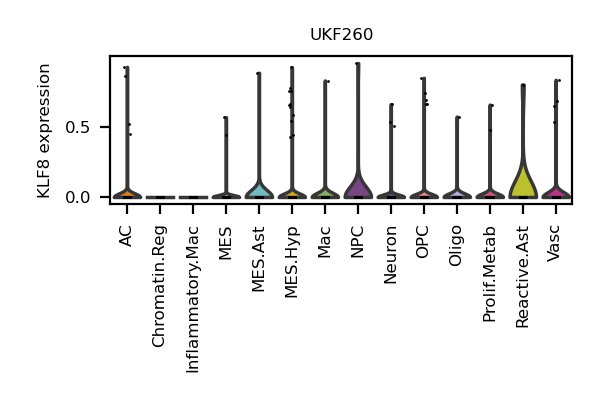 UKF260
KLF8 expression
0.5
0.0
AC
Chromatin.Reg
Inflammatory.Mac
MES
MES.Ast
MES.Hyp
Mac
NPC
Neuron
OPC
Oligo
Prolif.Metab
Reactive.Ast
Vasc